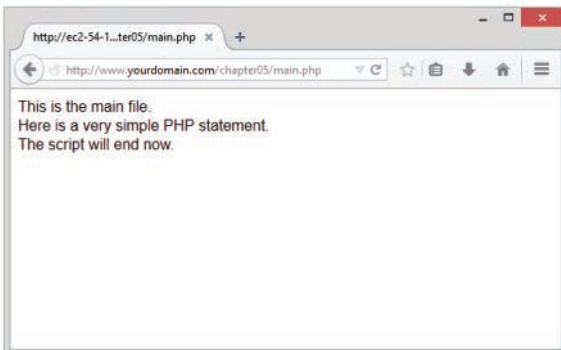 http://ec2-54-1...ter05/main.php × +
http://www.yourdomain.com/chapter05/main.php
This is the main file.
Here is a very simple PHP statement.
The script will end now.